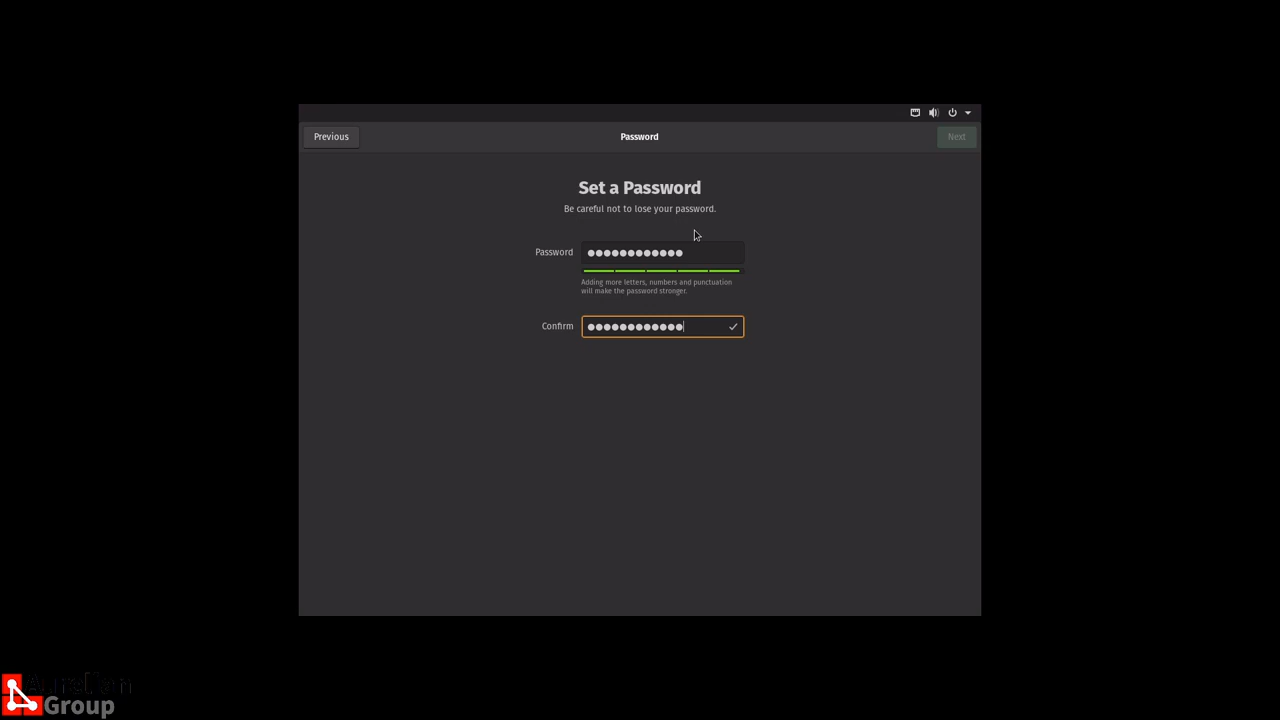 Previous
Password
Next
Set a Password
Be careful not to lose your password.
Password
Adding more letters, numbers and punctuation
will make the password stronger.
Confirm
Aurelian
Group